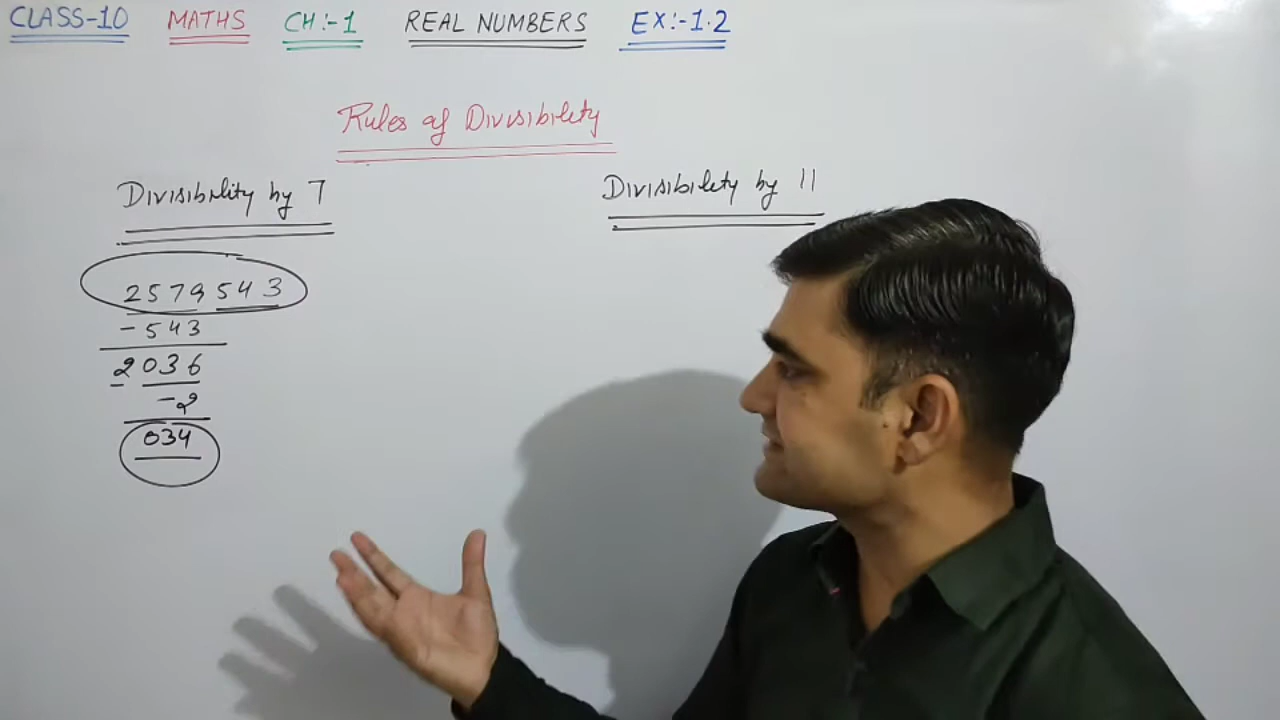 CLASS-10 MATHS CH:-1 REAL NUMBERS EX:-1.2
Rules of Divisibility
Divisibility by 7
2579543
-543
2036
-2
034
Divisibility by 11